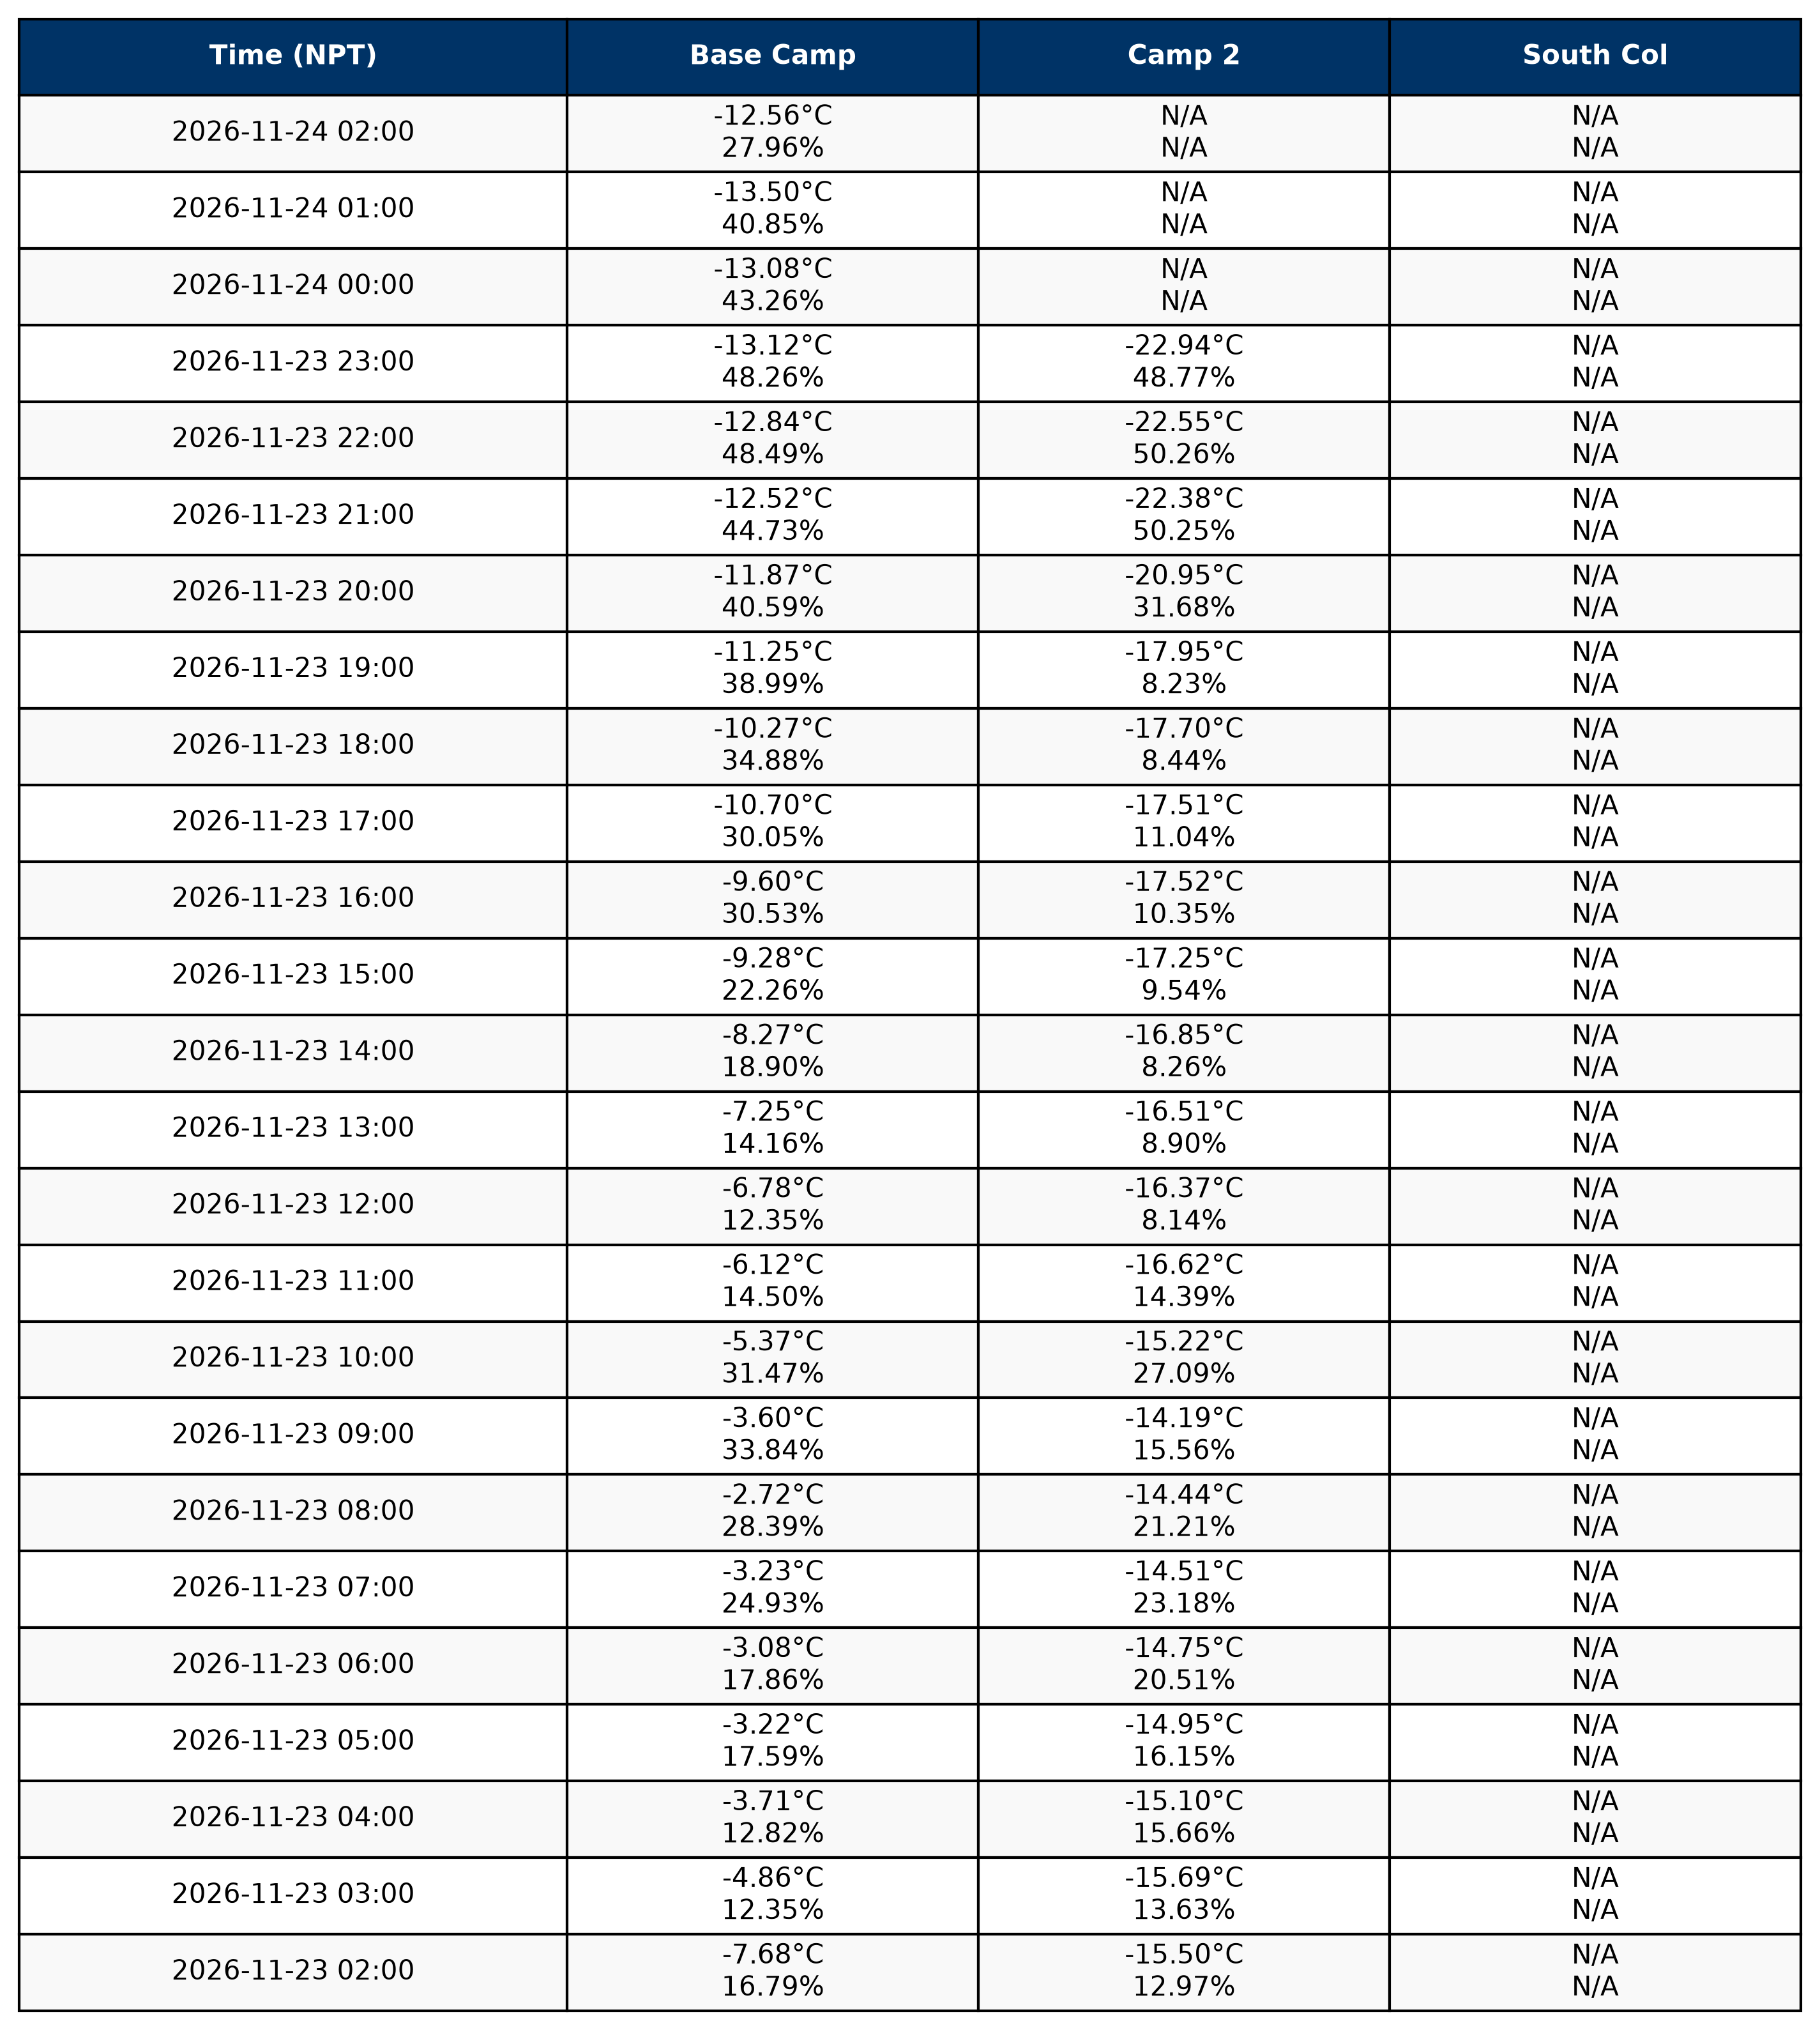 Time (NPT) Base Camp Camp 2 South Col
2026-11-24 02:00 -12.56°C N/A N/A
27.96% N/A N/A
2026-11-24 01:00 -13.50°C N/A N/A
40.85% N/A N/A
2026-11-24 00:00 -13.08°C N/A N/A
43.26% N/A N/A
2026-11-23 23:00 -13.12°C -22.94°C N/A
48.26% 48.77% N/A
2026-11-23 22:00 -12.84°C -22.55°C N/A
48.49% 50.26% N/A
2026-11-23 21:00 -12.52°C -22.38°C N/A
44.73% 50.25% N/A
2026-11-23 20:00 -11.87°C -20.95°C N/A
40.59% 31.68% N/A
2026-11-23 19:00 -11.25°C -17.95°C N/A
38.99% 8.23% N/A
2026-11-23 18:00 -10.27°C -17.70°C N/A
34.88% 8.44% N/A
2026-11-23 17:00 -10.70°C -17.51°C N/A
30.05% 11.04% N/A
2026-11-23 16:00 -9.60°C -17.52°C N/A
30.53% 10.35% N/A
2026-11-23 15:00 -9.28°C -17.25°C N/A
22.26% 9.54% N/A
2026-11-23 14:00 -8.27°C -16.85°C N/A
18.90% 8.26% N/A
2026-11-23 13:00 -7.25°C -16.51°C N/A
14.16% 8.90% N/A
2026-11-23 12:00 -6.78°C -16.37°C N/A
12.35% 8.14% N/A
2026-11-23 11:00 -6.12°C -16.62°C N/A
14.50% 14.39% N/A
2026-11-23 10:00 -5.37°C -15.22°C N/A
31.47% 27.09% N/A
2026-11-23 09:00 -3.60°C -14.19°C N/A
33.84% 15.56% N/A
2026-11-23 08:00 -2.72°C -14.44°C N/A
28.39% 21.21% N/A
2026-11-23 07:00 -3.23°C -14.51°C N/A
24.93% 23.18% N/A
2026-11-23 06:00 -3.08°C -14.75°C N/A
17.86% 20.51% N/A
2026-11-23 05:00 -3.22°C -14.95°C N/A
17.59% 16.15% N/A
2026-11-23 04:00 -3.71°C -15.10°C N/A
12.82% 15.66% N/A
2026-11-23 03:00 -4.86°C -15.69°C N/A
12.35% 13.63% N/A
2026-11-23 02:00 -7.68°C -15.50°C N/A
16.79% 12.97% N/A